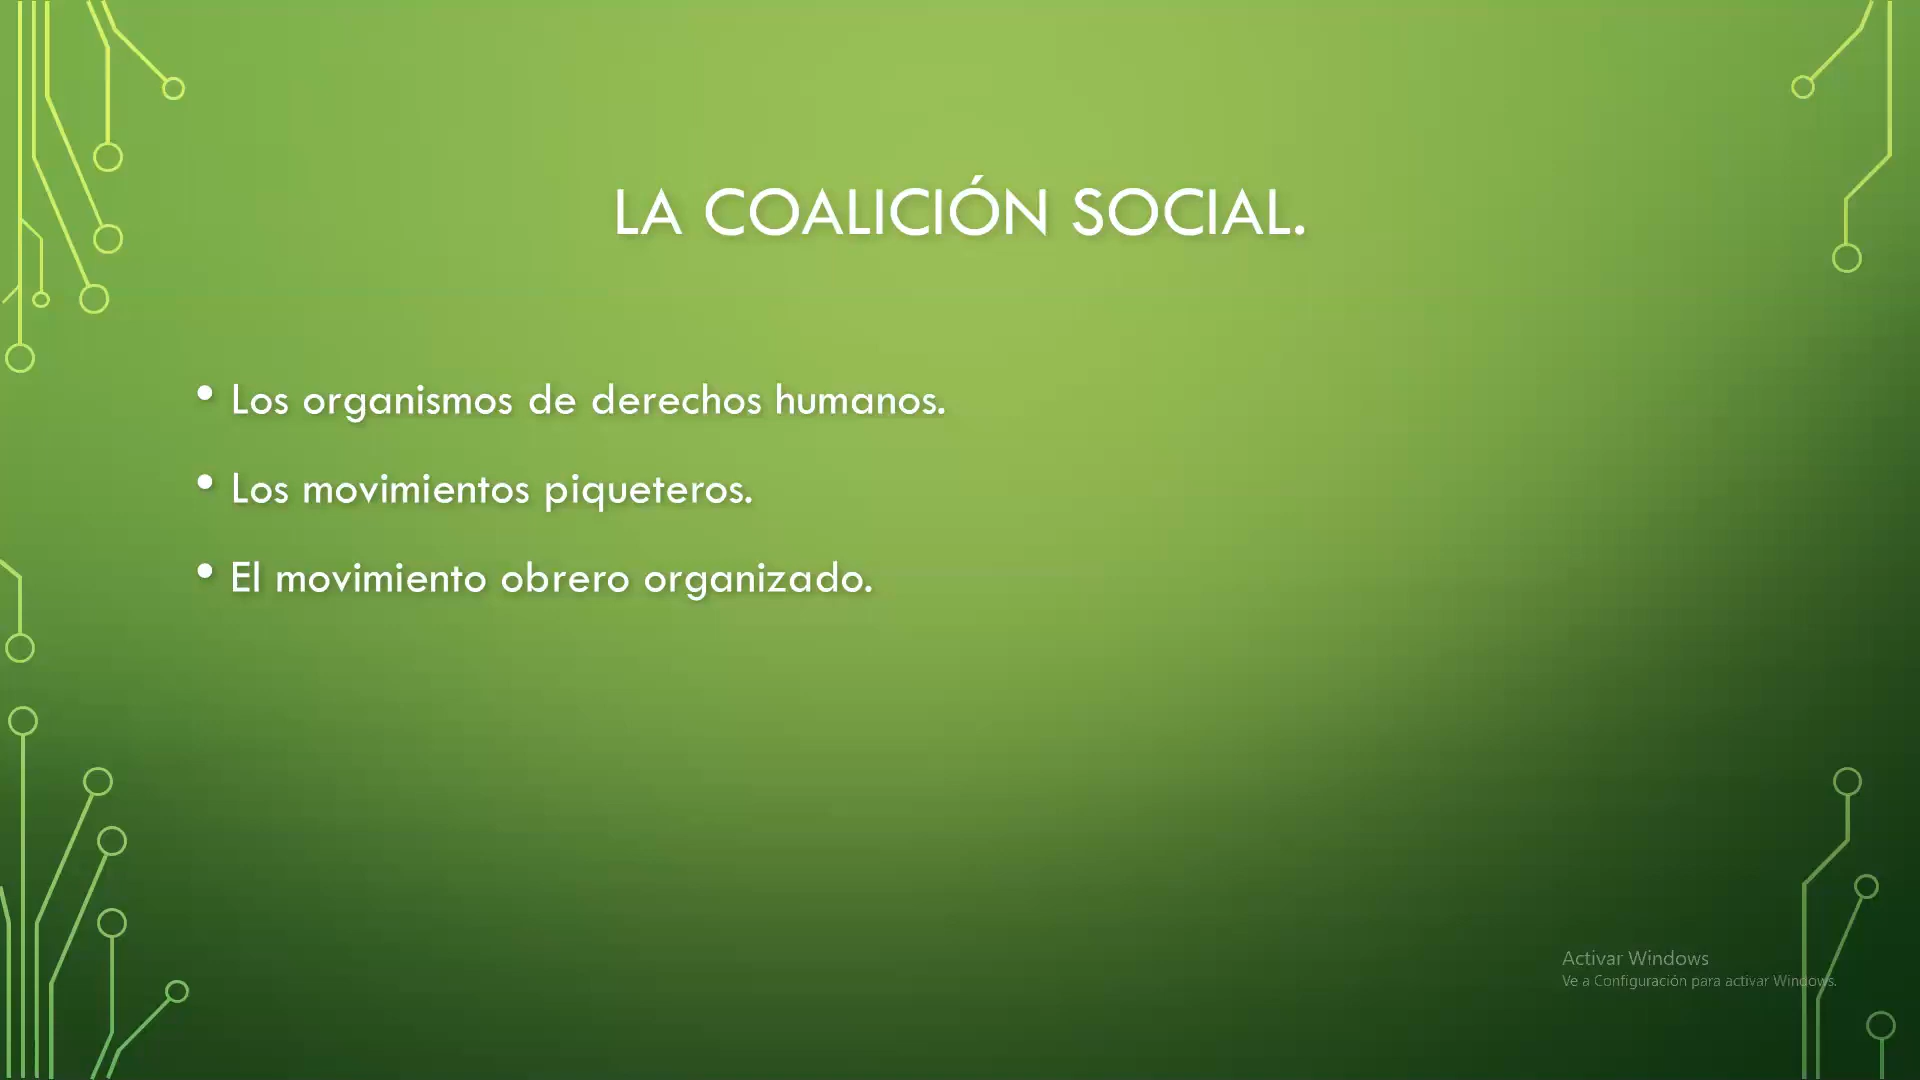 LA COALICIÓN SOCIAL.
• Los organismos de derechos humanos.
• Los movimientos piqueteros.
• El movimiento obrero organizado.
Activar Windows
Ve a Configuración para activar Windows.